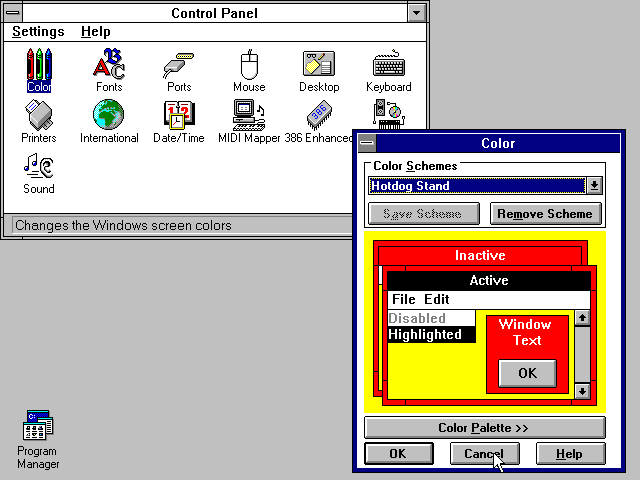 Control Panel
Settings Help
Color Fonts Ports Mouse Desktop Keyboard
Printers International Date/Time MIDI Mapper 386 Enhanced
Sound
Changes the Windows screen colors
Color
Color Schemes
Hotdog Stand
Save Scheme Remove Scheme
Inactive
Active
File Edit
Disabled
Highlighted
Window
Text
OK
Color Palette >>
OK Cancel Help
C:\
Program
Manager